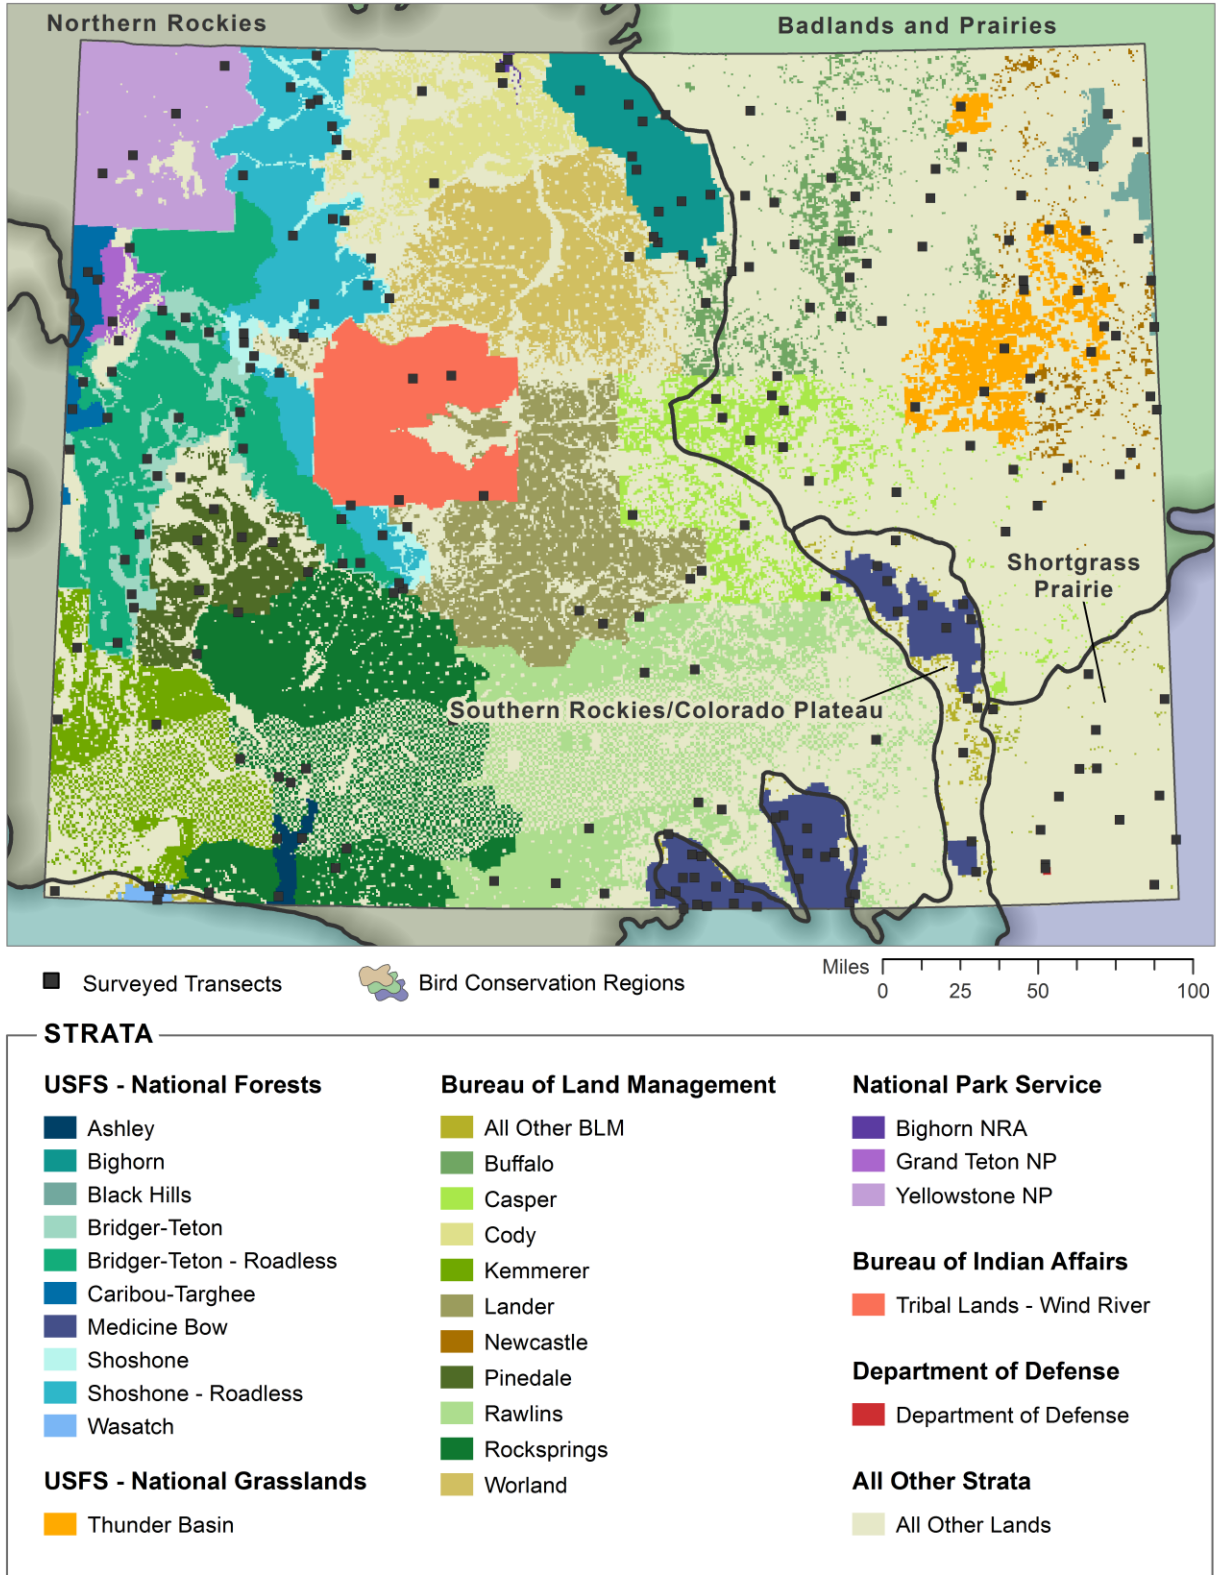 Northern Rockies
Badlands and Prairies
Shortgrass
Prairie
Southern Rockies/Colorado Plateau
Surveyed Transects
Bird Conservation Regions
Miles
0 25 50 100
STRATA
USFS - National Forests
Ashley
Bighorn
Black Hills
Bridger-Teton
Bridger-Teton - Roadless
Caribou-Targhee
Medicine Bow
Shoshone
Shoshone - Roadless
Wasatch
USFS - National Grasslands
Thunder Basin
Bureau of Land Management
All Other BLM
Buffalo
Casper
Cody
Kemmerer
Lander
Newcastle
Pinedale
Rawlins
Rocksprings
Worland
National Park Service
Bighorn NRA
Grand Teton NP
Yellowstone NP
Bureau of Indian Affairs
Tribal Lands - Wind River
Department of Defense
Department of Defense
All Other Strata
All Other Lands